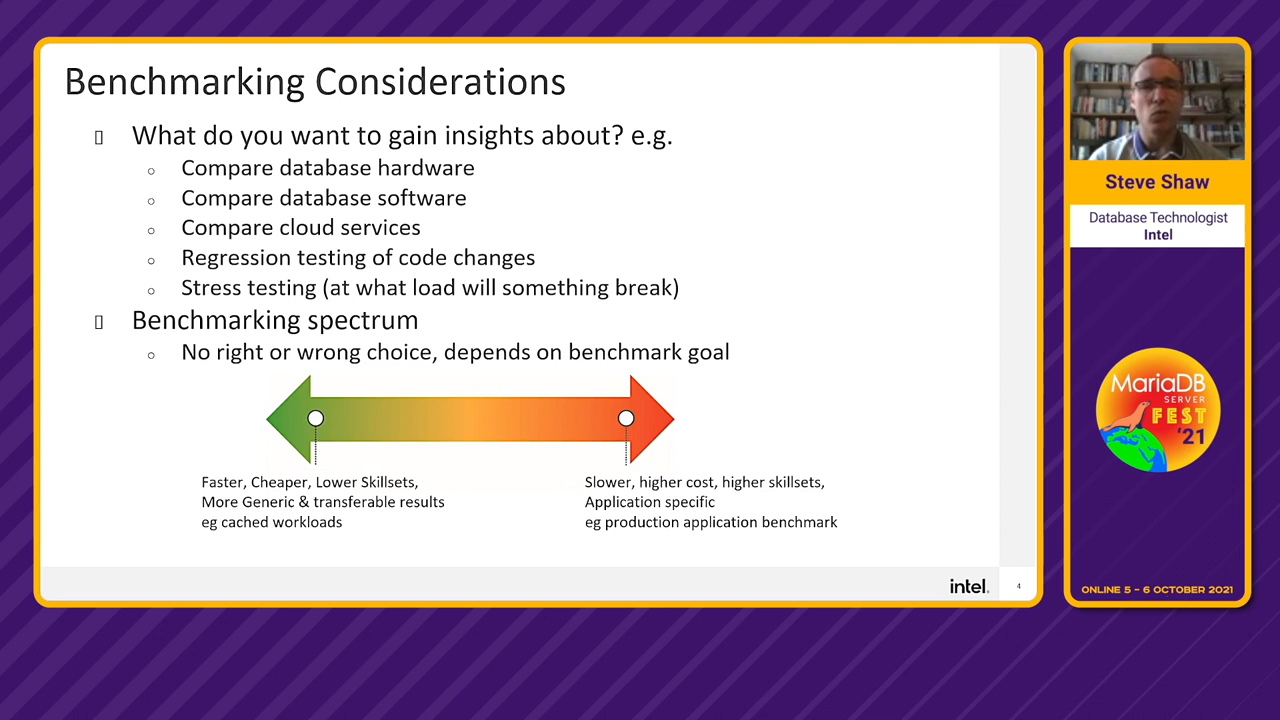 Benchmarking Considerations
What do you want to gain insights about? e.g.
Compare database hardware
Compare database software
Compare cloud services
Regression testing of code changes
Stress testing (at what load will something break)
Benchmarking spectrum
No right or wrong choice, depends on benchmark goal
Faster, Cheaper, Lower Skillsets,
More Generic & transferable results
eg cached workloads
Slower, higher cost, higher skillsets,
Application specific
eg production application benchmark
intel.
4
Steve Shaw
Database Technologist
Intel
MariaDB
SERVER
FEST
'21
ONLINE 5 - 6 OCTOBER 2021